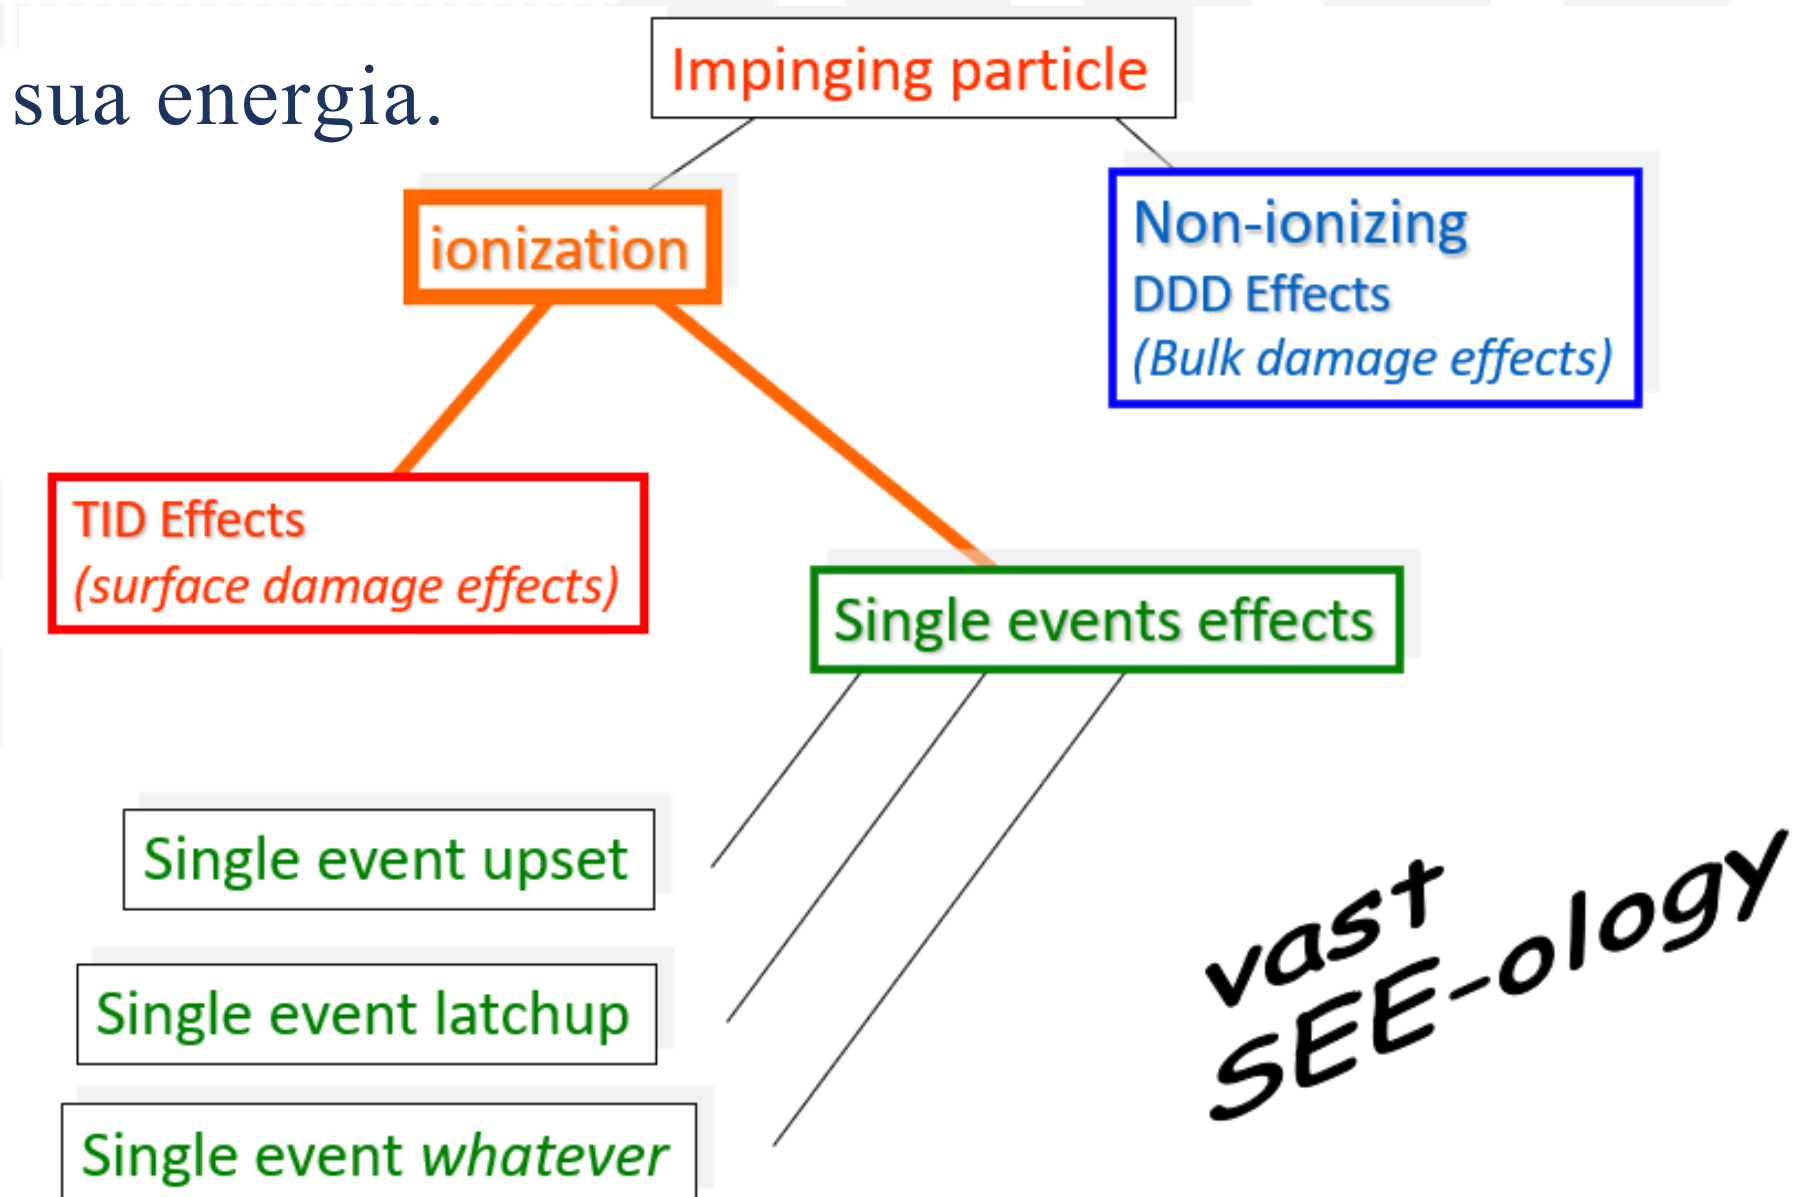 sua energia.
Impinging particle
ionization
Non-ionizing
DDD Effects
(Bulk damage effects)
TID Effects
(surface damage effects)
Single events effects
Single event upset
Single event latchup
Single event whatever
vast
SEE-ology